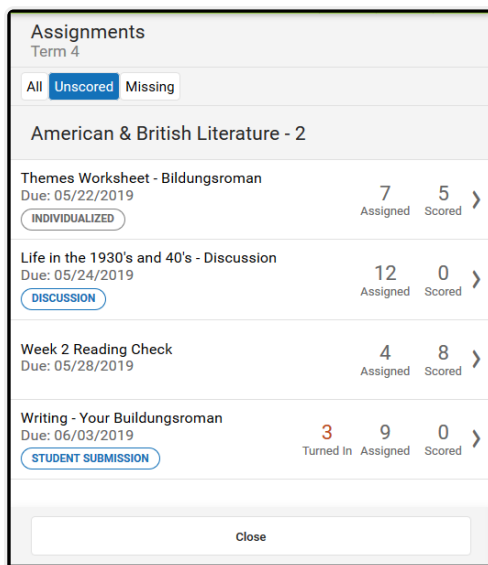 Assignments
Term 4
All Unscored Missing
American & British Literature - 2
Themes Worksheet - Bildungsroman
Due: 05/22/2019
INDIVIDUALIZED
7 5
Assigned Scored
Life in the 1930's and 40's - Discussion
Due: 05/24/2019
DISCUSSION
12 0
Assigned Scored
Week 2 Reading Check
Due: 05/28/2019
4 8
Assigned Scored
Writing - Your Buildungsroman
Due: 06/03/2019
STUDENT SUBMISSION
3 9 0
Turned In Assigned Scored
Close